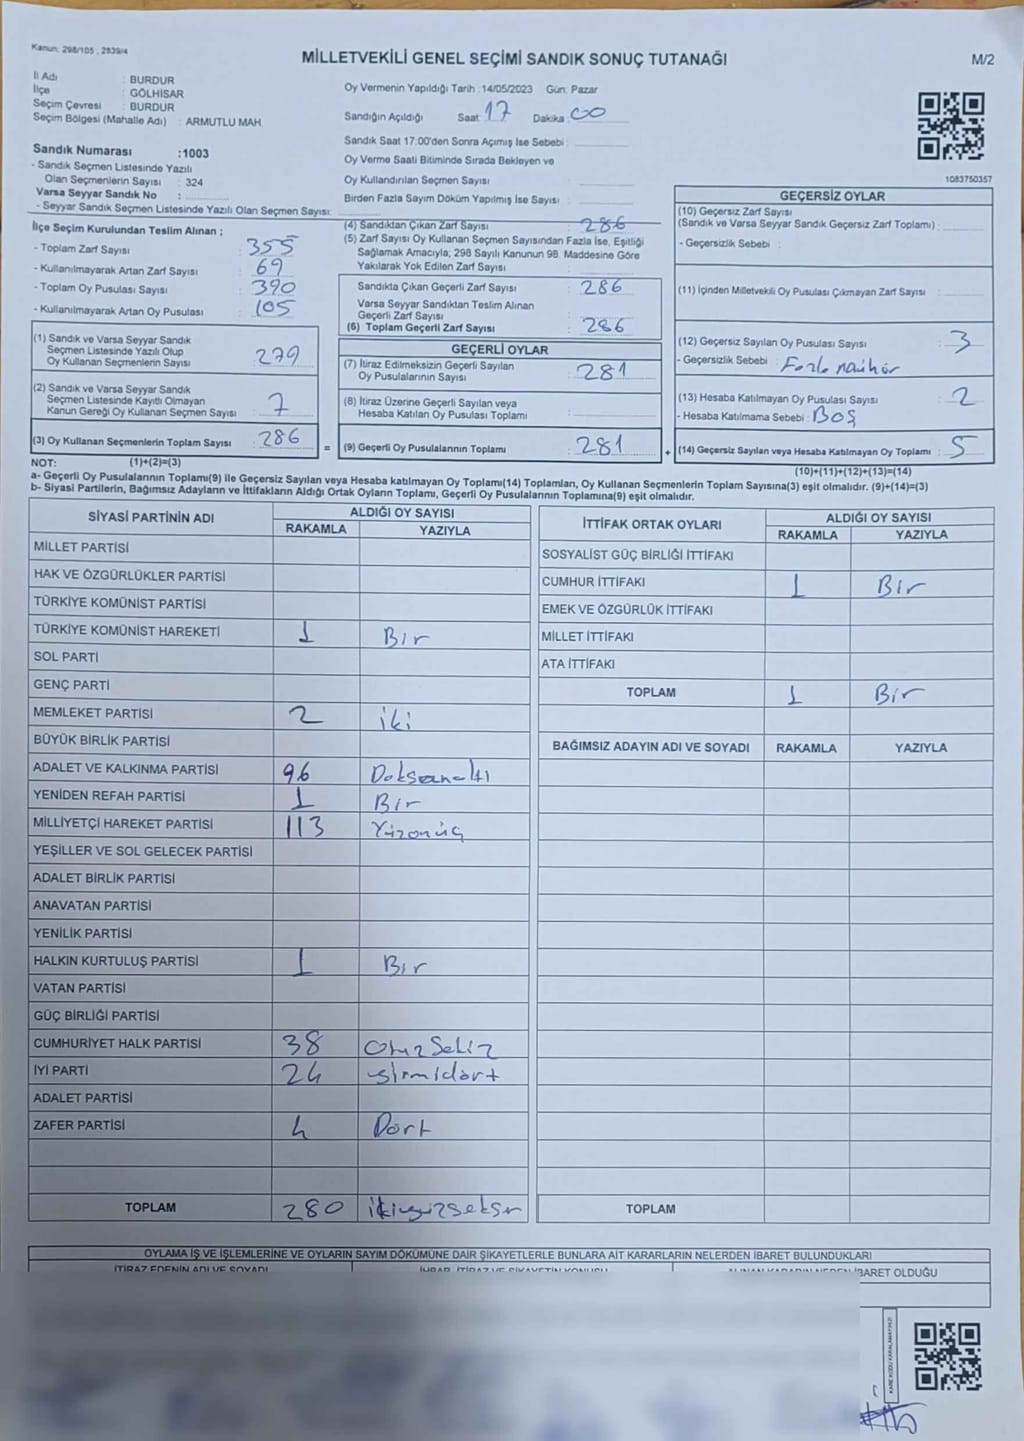 Kanun: 298/105 , 2839/4
MİLLETVEKİLİ GENEL SEÇİMİ SANDIK SONUÇ TUTANAĞI
M/2
İl Adı : BURDUR
İlçe : GÖLHİSAR
Seçim Çevresi : BURDUR
Seçim Bölgesi (Mahalle Adı) : ARMUTLU MAH.
Oy Vermenin Yapıldığı Tarih : 14/05/2023 Gün: Pazar
Sandığın Açıldığı Saat 17 Dakika 00
Sandık Saat 17:00'den Sonra Açımış İse Sebebi :
Oy Verme Saati Bitiminde Sırada Bekleyen ve
Oy Kullandırılan Seçmen Sayısı :
Birden Fazla Sayım Döküm Yapılmış İse Sayısı :
1083750357
Sandık Numarası :1003
- Sandık Seçmen Listesinde Yazılı
Olan Seçmenlerin Sayısı : 324
Varsa Seyyar Sandık No :
- Seyyar Sandık Seçmen Listesinde Yazılı Olan Seçmen Sayısı:
İlçe Seçim Kurulundan Teslim Alınan ;
- Toplam Zarf Sayısı : 355
- Kullanılmayarak Artan Zarf Sayısı : 69
- Toplam Oy Pusulası Sayısı : 390
- Kullanılmayarak Artan Oy Pusulası : 105
(1) Sandık ve Varsa Seyyar Sandık
Seçmen Listesinde Yazılı Olup
Oy Kullanan Seçmenlerin Sayısı : 279
(2) Sandık ve Varsa Seyyar Sandık
Seçmen Listesinde Kayıtlı Olmayan
Kanun Gereği Oy Kullanan Seçmen Sayısı : 7
(3) Oy Kullanan Seçmenlerin Toplam Sayısı : 286
(4) Sandıktan Çıkan Zarf Sayısı : 286
(5) Zarf Sayısı Oy Kullanan Seçmen Sayısından Fazla İse, Eşitliği
Sağlamak Amacıyla, 298 Sayılı Kanunun 98. Maddesine Göre
Yakılarak Yok Edilen Zarf Sayısı :
Sandıkta Çıkan Geçerli Zarf Sayısı : 286
Varsa Seyyar Sandıktan Teslim Alınan
Geçerli Zarf Sayısı :
(6) Toplam Geçerli Zarf Sayısı : 286
GEÇERLİ OYLAR
(7) İtiraz Edilmeksizin Geçerli Sayılan
Oy Pusulalarının Sayısı : 281
(8) İtiraz Üzerine Geçerli Sayılan veya
Hesaba Katılan Oy Pusulası Toplamı :
= (9) Geçerli Oy Pusulalarının Toplamı : 281 +
GEÇERSİZ OYLAR
(10) Geçersiz Zarf Sayısı
(Sandık ve Varsa Seyyar Sandık Geçersiz Zarf Toplamı) :
- Geçersizlik Sebebi :
(11) İçinden Milletvekili Oy Pusulası Çıkmayan Zarf Sayısı :
(12) Geçersiz Sayılan Oy Pusulası Sayısı : 3
- Geçersizlik Sebebi : Fazla mühür
(13) Hesaba Katılmayan Oy Pusulası Sayısı : 2
- Hesaba Katılmama Sebebi : Boş
(14) Geçersiz Sayılan veya Hesaba Katılmayan Oy Toplamı : 5
NOT: (1)+(2)=(3)
(10)+(11)+(12)+(13)=(14)
a- Geçerli Oy Pusulalarının Toplamı(9) ile Geçersiz Sayılan veya Hesaba katılmayan Oy Toplamı(14) Toplamları, Oy Kullanan Seçmenlerin Toplam Sayısına(3) eşit olmalıdır. (9)+(14)=(3)
b- Siyasi Partilerin, Bağımsız Adayların ve İttifakların Aldığı Ortak Oyların Toplamı, Geçerli Oy Pusulalarının Toplamına(9) eşit olmalıdır.
SİYASİ PARTİNİN ADI ALDIĞI OY SAYISI
RAKAMLA YAZIYLA
MİLLET PARTİSİ
HAK VE ÖZGÜRLÜKLER PARTİSİ
TÜRKİYE KOMÜNİST PARTİSİ
TÜRKİYE KOMÜNİST HAREKETİ 1 Bir
SOL PARTİ
GENÇ PARTİ
MEMLEKET PARTİSİ 2 iki
BÜYÜK BİRLİK PARTİSİ
ADALET VE KALKINMA PARTİSİ 96 Doksanaltı
YENİDEN REFAH PARTİSİ 1 Bir
MİLLİYETÇİ HAREKET PARTİSİ 113 Yüzonüç
YEŞİLLER VE SOL GELECEK PARTİSİ
ADALET BİRLİK PARTİSİ
ANAVATAN PARTİSİ
YENİLİK PARTİSİ
HALKIN KURTULUŞ PARTİSİ 1 Bir
VATAN PARTİSİ
GÜÇ BİRLİĞİ PARTİSİ
CUMHURİYET HALK PARTİSİ 38 Otuz Sekiz
İYİ PARTİ 24 yirmidört
ADALET PARTİSİ
ZAFER PARTİSİ 4 Dört
TOPLAM 280 ikiyüzseksen
İTTİFAK ORTAK OYLARI ALDIĞI OY SAYISI
RAKAMLA YAZIYLA
SOSYALİST GÜÇ BİRLİĞİ İTTİFAKI
CUMHUR İTTİFAKI 1 Bir
EMEK VE ÖZGÜRLÜK İTTİFAKI
MİLLET İTTİFAKI
ATA İTTİFAKI
TOPLAM 1 Bir
BAĞIMSIZ ADAYIN ADI VE SOYADI RAKAMLA YAZIYLA
TOPLAM
OYLAMA İŞ VE İŞLEMLERİNE VE OYLARIN SAYIM DÖKÜMÜNE DAİR ŞİKAYETLERLE BUNLARA AİT KARARLARIN NELERDEN İBARET BULUNDUKLARI
İTİRAZ EDENİN ADI VE SOYADI İHBAR, İTİRAZ VE ŞİKAYETİN KONUSU ALINAN KARARIN NEDEN İBARET OLDUĞU
KARE KODU KARALAMAYINIZ!